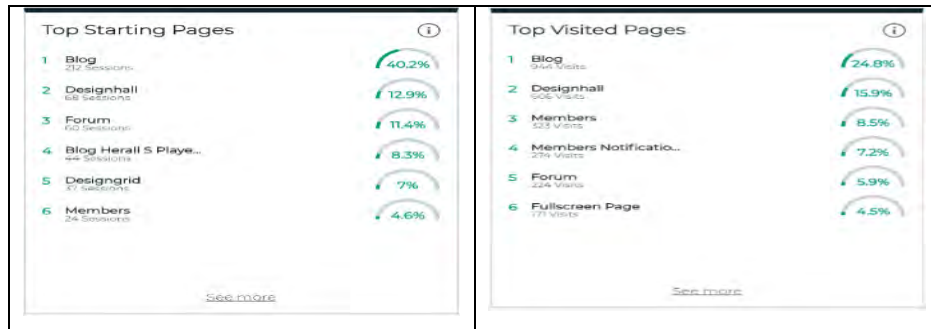 Top Starting Pages
1 Blog
212 Sessions
40.2%
2 Designhall
68 Sessions
12.9%
3 Forum
60 Sessions
11.4%
4 Blog Herall S Playe...
44 Sessions
8.3%
5 Designgrid
37 Sessions
7%
6 Members
24 Sessions
4.6%
See more
Top Visited Pages
1 Blog
944 Visits
24.8%
2 Designhall
606 Visits
15.9%
3 Members
323 Visits
8.5%
4 Members Notificatio...
274 Visits
7.2%
5 Forum
224 Visits
5.9%
6 Fullscreen Page
171 Visits
4.5%
See more